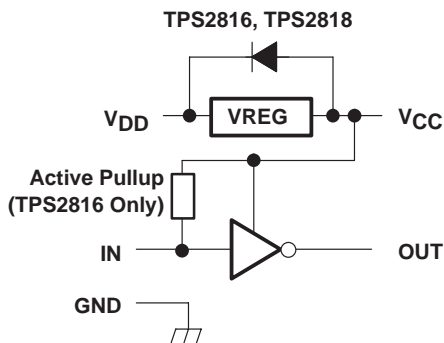 TPS2816, TPS2818
VDD
VREG
VCC
Active Pullup
(TPS2816 Only)
IN
OUT
GND